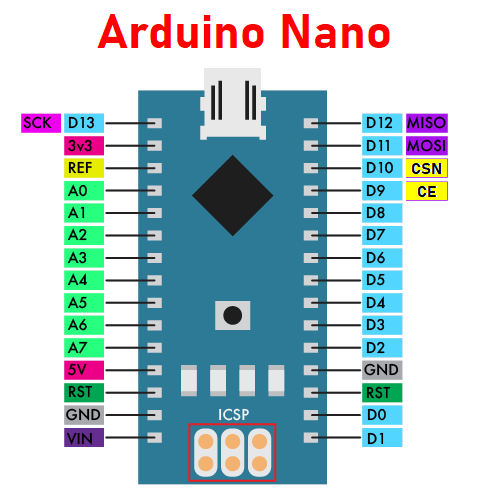 Arduino Nano
SCK D13 D12 MISO
3v3 D11 MOSI
REF D10 CSN
A0 D9 CE
A1 D8
A2 D7
A3 D6
A4 D5
A5 D4
A6 D3
A7 D2
5V GND
RST RST
GND D0
VIN D1
ICSP